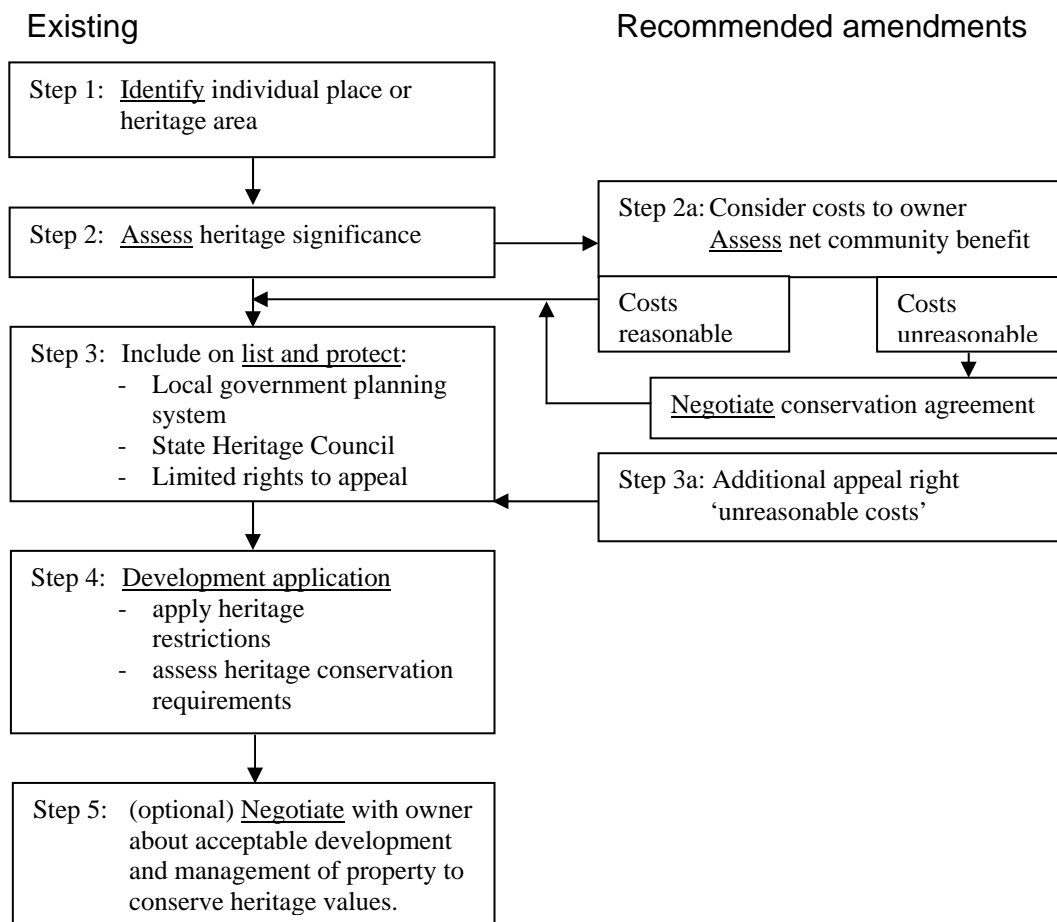 Existing
Recommended amendments
Step 1: Identify individual place or
heritage area
Step 2: Assess heritage significance
Step 2a: Consider costs to owner
Assess net community benefit
Costs
reasonable
Costs
unreasonable
Negotiate conservation agreement
Step 3: Include on list and protect:
- Local government planning
system
- State Heritage Council
- Limited rights to appeal
Step 3a: Additional appeal right
‘unreasonable costs’
Step 4: Development application
- apply heritage
restrictions
- assess heritage conservation
requirements
Step 5: (optional) Negotiate with owner
about acceptable development
and management of property to
conserve heritage values.